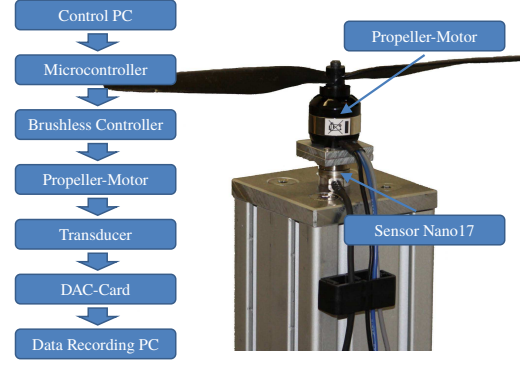 Control PC
Microcontroller
Brushless Controller
Propeller-Motor
Transducer
DAC-Card
Data Recording PC
Propeller-Motor
Sensor Nano17